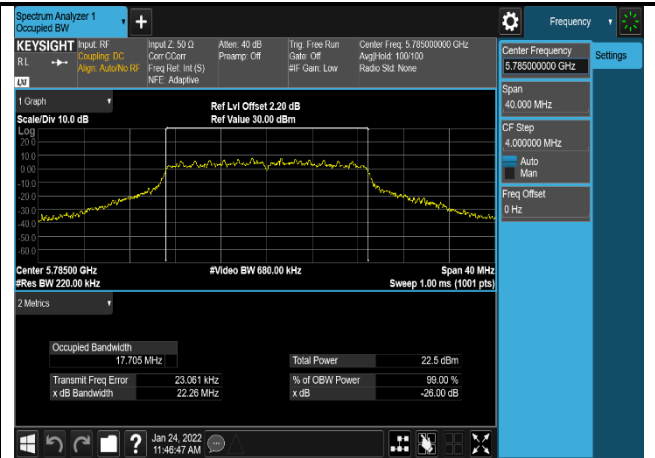 Spectrum Analyzer 1
Occupied BW
Frequency
KEYSIGHT
RL
LXI
Input: RF
Coupling: DC
Align: Auto/No RF
Input Z: 50 Ω
Corr CCorr
Freq Ref: Int (S)
NFE: Adaptive
Atten: 40 dB
Preamp: Off
Trig: Free Run
Gate: Off
#IF Gain: Low
Center Freq: 5.785000000 GHz
Avg|Hold: 100/100
Radio Std: None
Center Frequency
5.785000000 GHz
Settings
Span
40.000 MHz
CF Step
4.000000 MHz
Auto
Man
Freq Offset
0 Hz
1 Graph
Scale/Div 10.0 dB
Ref Lvl Offset 2.20 dB
Ref Value 30.00 dBm
Log
20.0
10.0
0.00
-10.0
-20.0
-30.0
-40.0
-50.0
-60.0
Center 5.78500 GHz
#Video BW 680.00 kHz
Span 40 MHz
#Res BW 220.00 kHz
Sweep 1.00 ms (1001 pts)
2 Metrics
Occupied Bandwidth
17.705 MHz
Total Power
22.5 dBm
Transmit Freq Error
23.061 kHz
% of OBW Power
99.00 %
x dB Bandwidth
22.26 MHz
x dB
-26.00 dB
?
Jan 24, 2022
11:46:47 AM